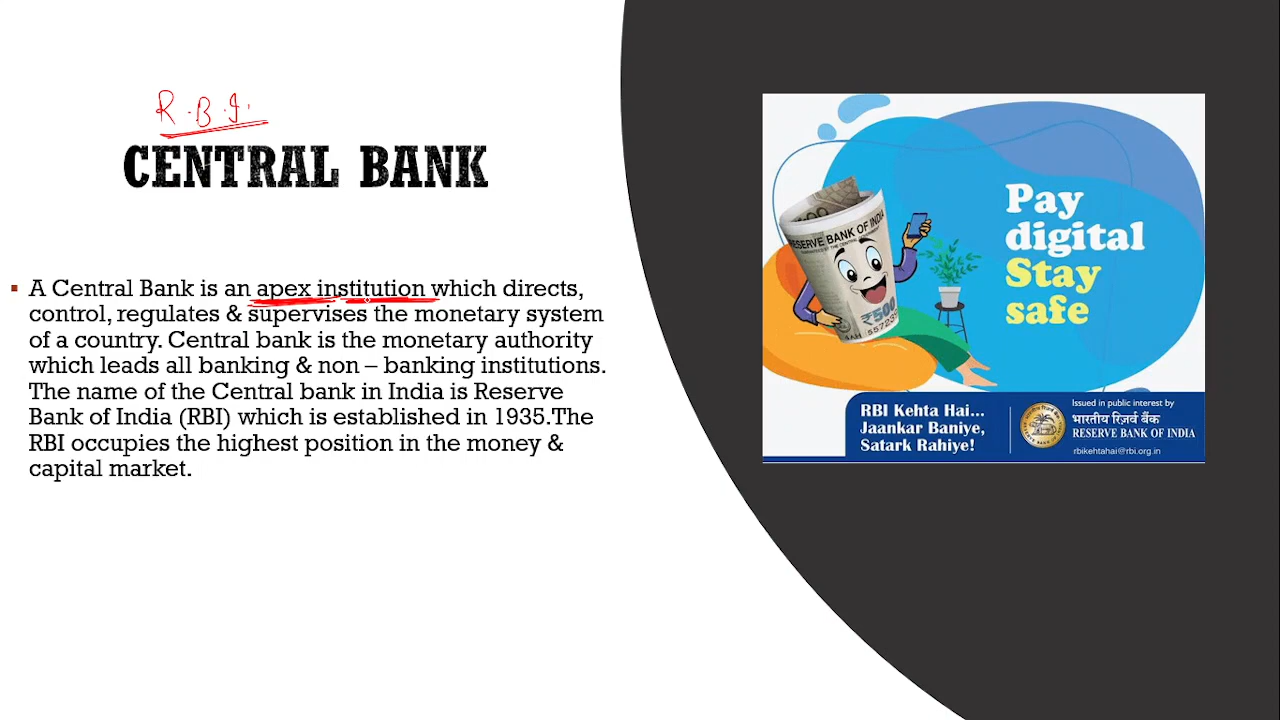 R.B.I.
CENTRAL BANK
▪ A Central Bank is an apex institution which directs,
control, regulates & supervises the monetary system
of a country. Central bank is the monetary authority
which leads all banking & non – banking institutions.
The name of the Central bank in India is Reserve
Bank of India (RBI) which is established in 1935.The
RBI occupies the highest position in the money &
capital market.
RESERVE BANK OF INDIA
₹500
Pay
digital
Stay
safe
RBI Kehta Hai...
Jaankar Baniye,
Satark Rahiye!
Issued in public interest by
भारतीय रिज़र्व बैंक
RESERVE BANK OF INDIA
rbikehtahai@rbi.org.in